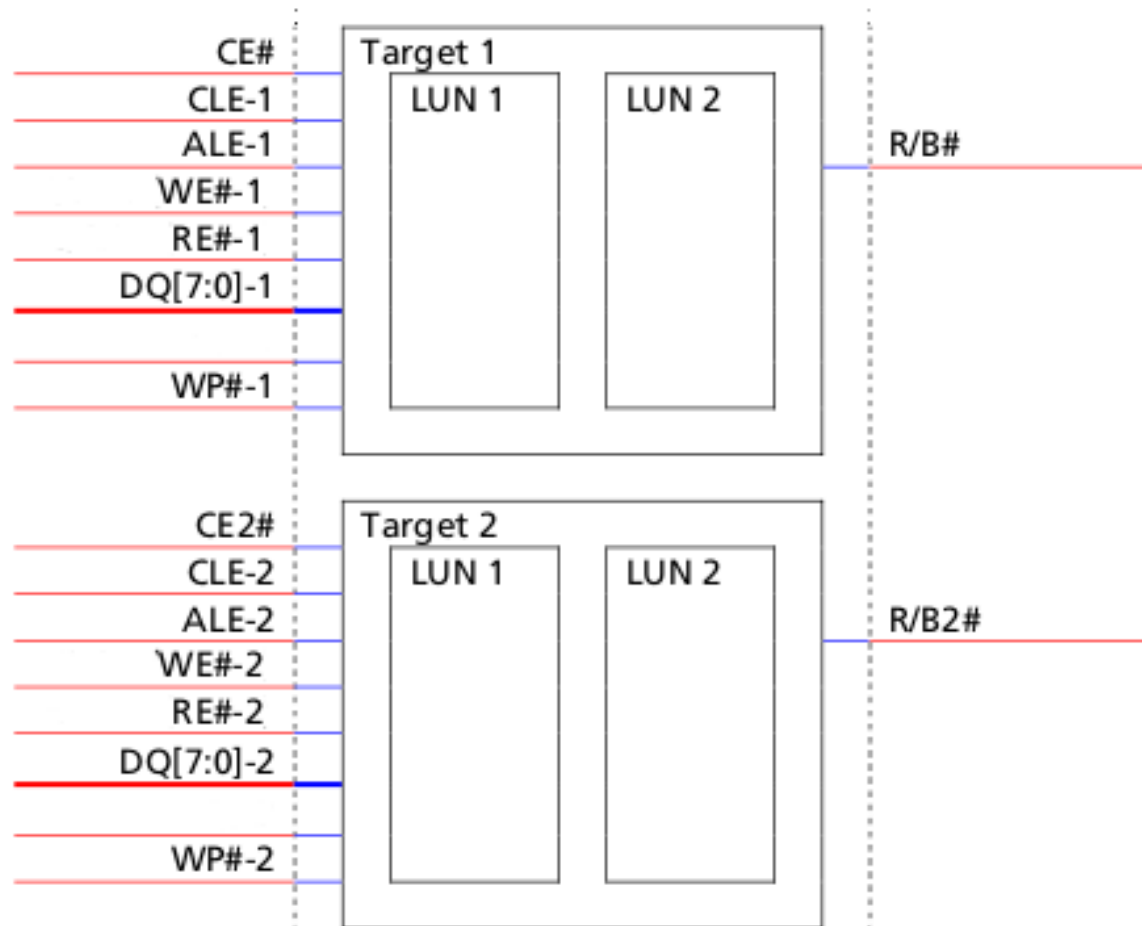 CE#
Target 1
LUN 1
LUN 2
CLE-1
ALE-1
R/B#
WE#-1
RE#-1
DQ[7:0]-1
WP#-1
CE2#
Target 2
LUN 1
LUN 2
CLE-2
ALE-2
R/B2#
WE#-2
RE#-2
DQ[7:0]-2
WP#-2